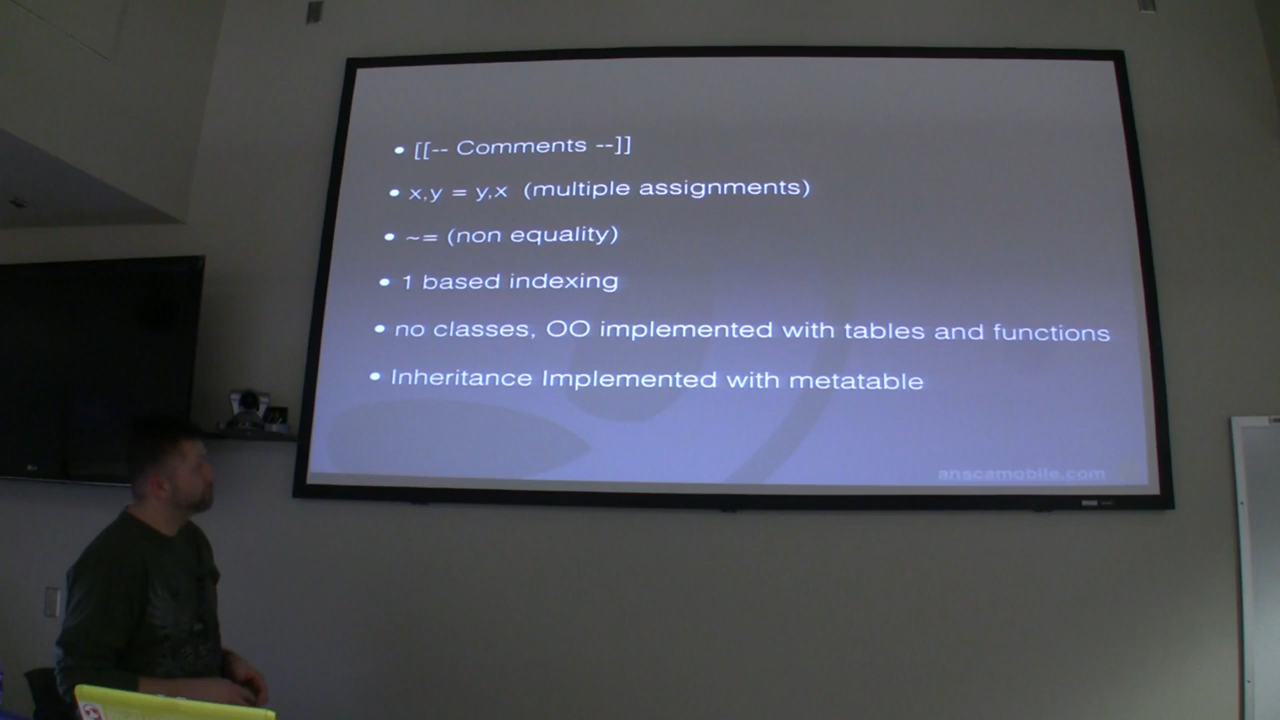 • [[-- Comments --]]
• x,y = y,x (multiple assignments)
• ~= (non equality)
• 1 based indexing
• no classes, OO implemented with tables and functions
• Inheritance Implemented with metatable
anscamobile.com